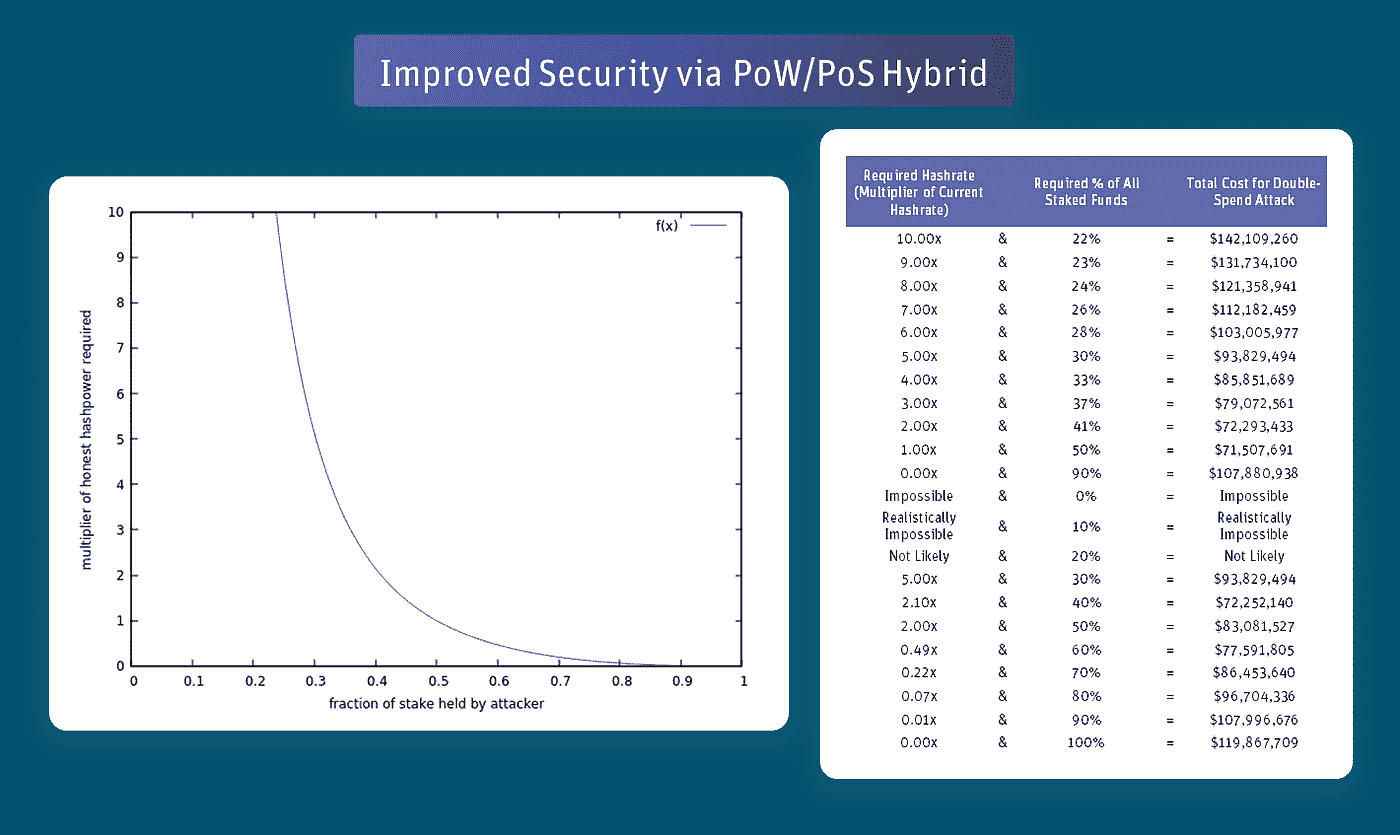 Improved Security via PoW/PoS Hybrid
10
9
8
7
6
5
4
3
2
1
0
multiplier of honest hashpower required
f(x)
0 0.1 0.2 0.3 0.4 0.5 0.6 0.7 0.8 0.9 1
fraction of stake held by attacker
Required Hashrate
(Multiplier of Current
Hashrate)
Required % of All
Staked Funds
Total Cost for Double-
Spend Attack
10.00x & 22% = $142,109,260
9.00x & 23% = $131,734,100
8.00x & 24% = $121,358,941
7.00x & 26% = $112,182,459
6.00x & 28% = $103,005,977
5.00x & 30% = $93,829,494
4.00x & 33% = $85,851,689
3.00x & 37% = $79,072,561
2.00x & 41% = $72,293,433
1.00x & 50% = $71,507,691
0.00x & 90% = $107,880,938
Impossible & 0% = Impossible
Realistically
Impossible
& 10% =
Realistically
Impossible
Not Likely & 20% = Not Likely
5.00x & 30% = $93,829,494
2.10x & 40% = $72,252,140
2.00x & 50% = $83,081,527
0.49x & 60% = $77,591,805
0.22x & 70% = $86,453,640
0.07x & 80% = $96,704,336
0.01x & 90% = $107,996,676
0.00x & 100% = $119,867,709